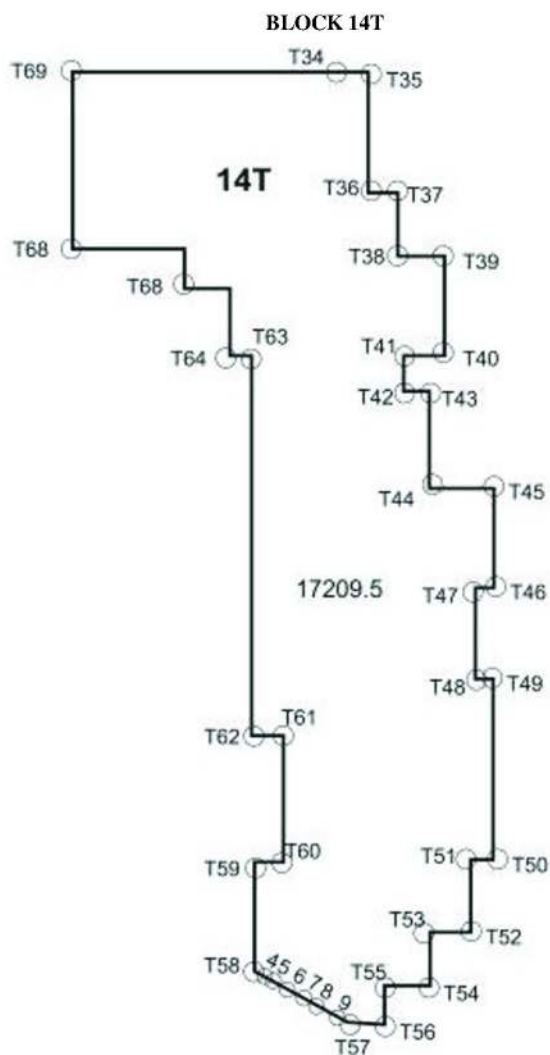 BLOCK 14T
T69 T34 T35
14T
T36 T37
T68 T38 T39
T68
T64 T63 T41 T40
T42 T43
T44 T45
17209.5 T47 T46
T48 T49
T62 T61
T59 T60 T51 T50
T53 T52
T58 45 6 7 8 9 T55 T54
T57 T56